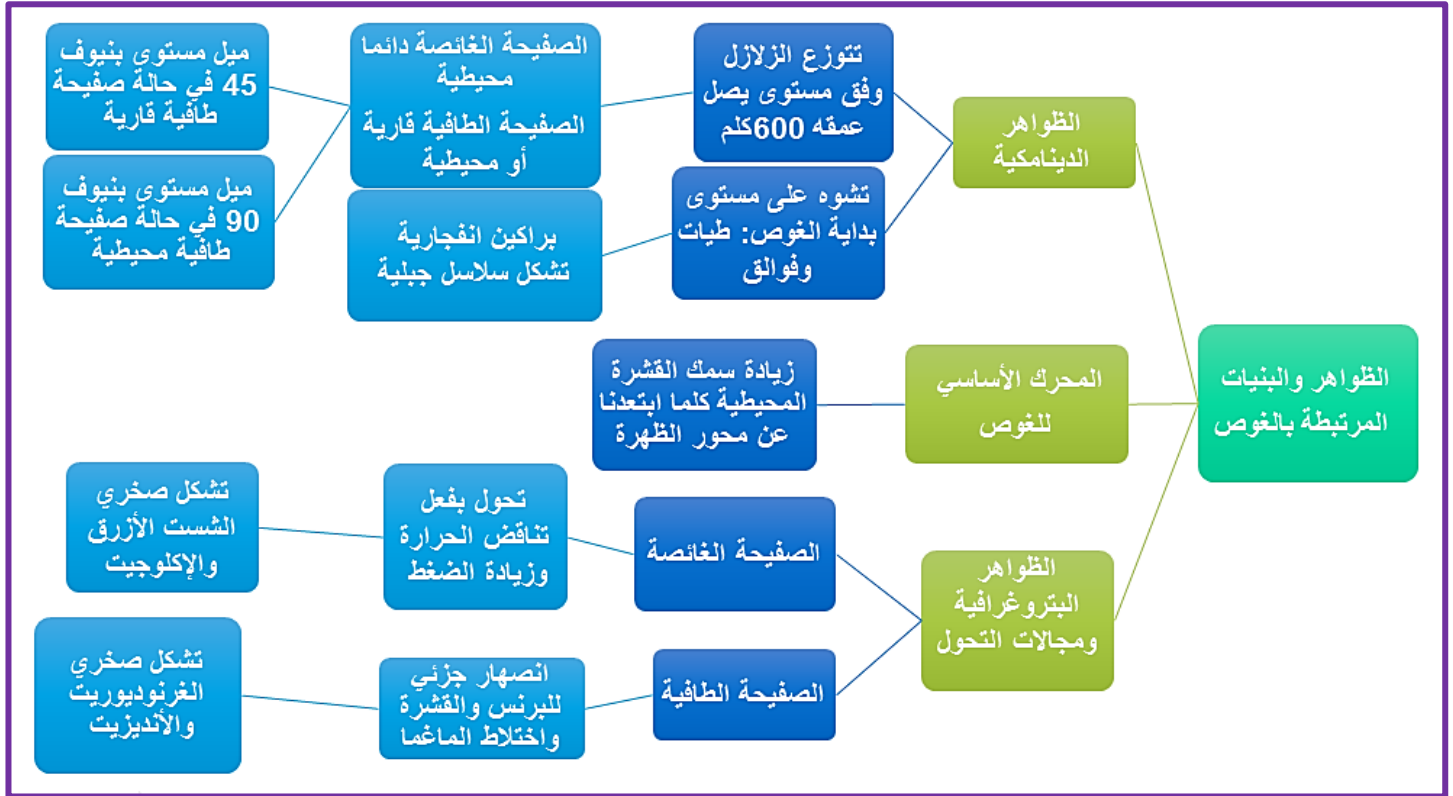 الظواهر والبنيات
المرتبطة بالغوص
الظواهر
الدينامكية
تتوزع الزلازل
وفق مستوى يصل
عمقه 600كلم
الصفيحة الغائصة دائما
محيطية
الصفيحة الطافية قارية
أو محيطية
ميل مستوى بنيوف
45 في حالة صفيحة
طافية قارية
ميل مستوى بنيوف
90 في حالة صفيحة
طافية محيطية
تشوه على مستوى
بداية الغوص: طيات
وفوالق
براكين انفجارية
تشكل سلاسل جبلية
المحرك الأساسي
للغوص
زيادة سمك القشرة
المحيطية كلما ابتعدنا
عن محور الظهرة
الظواهر
البتروغرافية
ومجالات التحول
الصفيحة الغائصة
تحول بفعل
تناقض الحرارة
وزيادة الضغط
تشكل صخري
الشست الأزرق
والإكلوجيت
الصفيحة الطافية
انصهار جزئي
للبرنس والقشرة
واختلاط الماغما
تشكل صخري
الغرنوديوريت
والأنديزيت